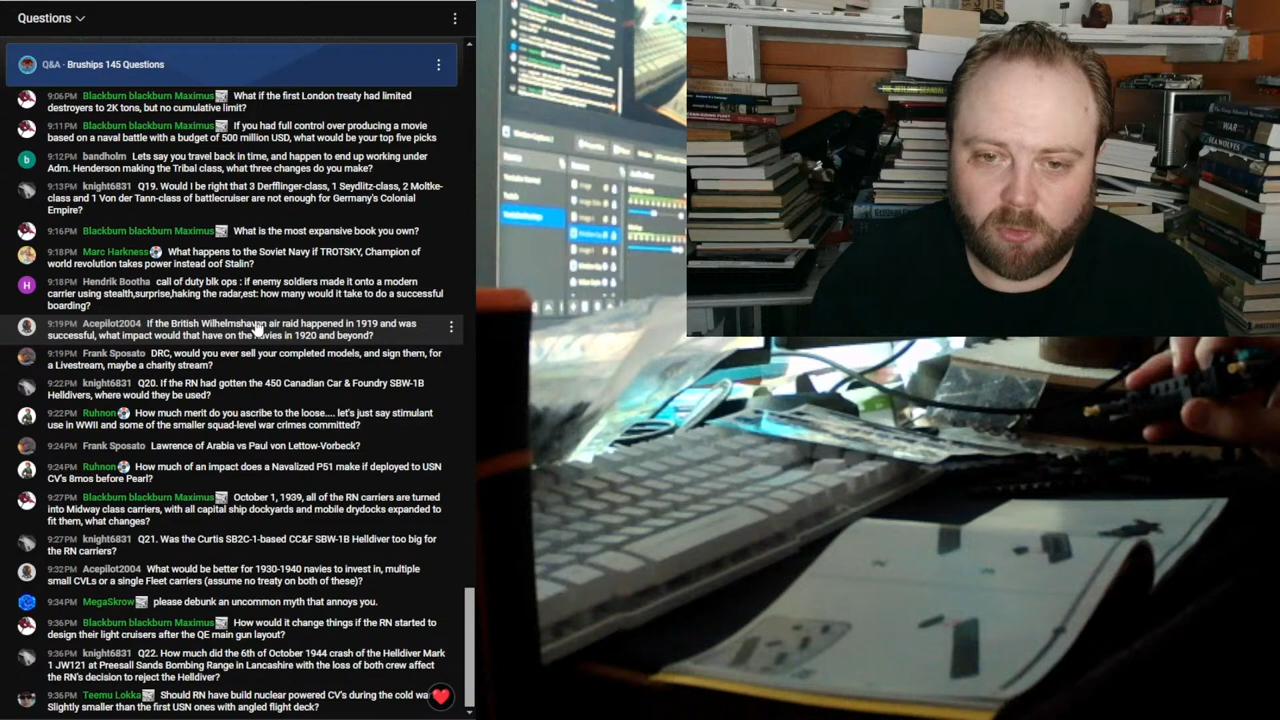 Questions
Q&A · Bruships 145 Questions
9:06PM Blackburn blackburn Maximus What if the first London treaty had limited
destroyers to 2K tons, but no cumulative limit?
9:11PM Blackburn blackburn Maximus If you had full control over producing a movie
based on a naval battle with a budget of 500 million USD, what would be your top five picks
b
9:12PM bandholm Lets say you travel back in time, and happen to end up working under
Adm. Henderson making the Tribal class, what three changes do you make?
9:13PM knight6831 Q19. Would I be right that 3 Derfflinger-class, 1 Seydlitz-class, 2 Moltke-
class and 1 Von der Tann-class of battlecruiser are not enough for Germany's Colonial
Empire?
9:16PM Blackburn blackburn Maximus What is the most expensive book you own?
9:18PM Marc Harkness What happens to the Soviet Navy if TROTSKY, Champion of
world revolution takes power instead oof Stalin?
H
9:18PM Hendrik Bootha call of duty blk ops : if enemy soldiers made it onto a modern
carrier using stealth,surprise,haking the radar,est: how many would it take to do a successful
boarding?
9:19PM Acepilot2004 If the British Wilhelmshavan air raid happened in 1919 and was
successful, what impact would that have on the navies in 1920 and beyond?
9:19PM Frank Sposato DRC, would you ever sell your completed models, and sign them, for
a Livestream, maybe a charity stream?
9:22PM knight6831 Q20. If the RN had gotten the 450 Canadian Car & Foundry SBW-1B
Helldivers, where would they be used?
9:22PM Ruhnon How much merit do you ascribe to the loose.... let's just say stimulant
use in WWII and some of the smaller squad-level war crimes committed?
9:24PM Frank Sposato Lawrence of Arabia vs Paul von Lettow-Vorbeck?
9:24PM Ruhnon How much of an impact does a Navalized P51 make if deployed to USN
CV's 8mos before Pearl?
9:27PM Blackburn blackburn Maximus October 1, 1939, all of the RN carriers are turned
into Midway class carriers, with all capital ship dockyards and mobile drydocks expanded to
fit them, what changes?
9:27PM knight6831 Q21. Was the Curtis SB2C-1-based CC&F SBW-1B Helldiver too big for
the RN carriers?
9:32PM Acepilot2004 What would be better for 1930-1940 navies to invest in, multiple
small CVLs or a single Fleet carriers (assume no treaty on both of these)?
9:34PM MegaSkrow please debunk an uncommon myth that annoys you.
9:36PM Blackburn blackburn Maximus How would it change things if the RN started to
design their light cruisers after the QE main gun layout?
9:36PM knight6831 Q22. How much did the 6th of October 1944 crash of the Helldiver Mark
1 JW121 at Preesall Sands Bombing Range in Lancashire with the loss of both crew affect
the RN's decision to reject the Helldiver?
9:36PM Teemu Lokka Should RN have build nuclear powered CV's during the cold wa
Slightly smaller than the first USN ones with angled flight deck?
THE JUTLAND SCANDAL
WAR
SEA WOLVES